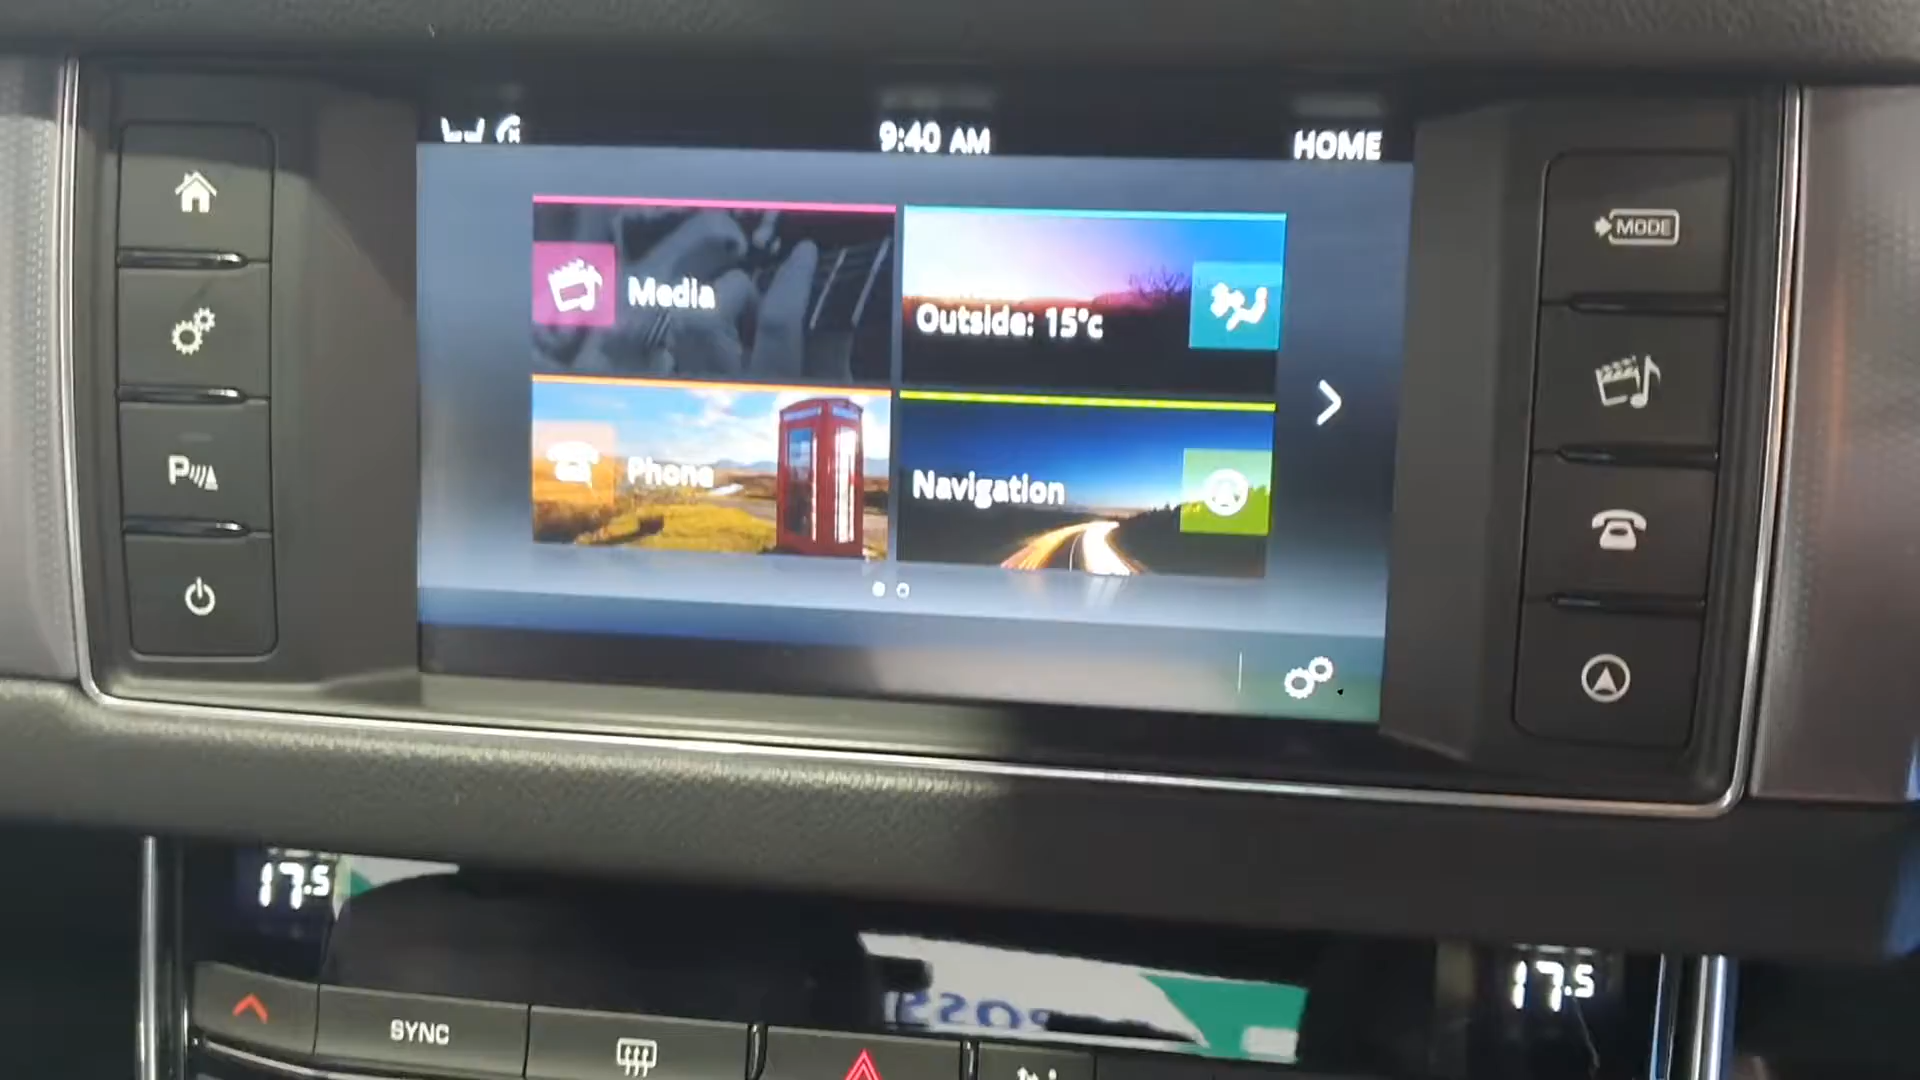 9:40 AM
HOME
MODE
Media
Outside: 15°c
Phone
Navigation
P
17.5
17.5
SYNC